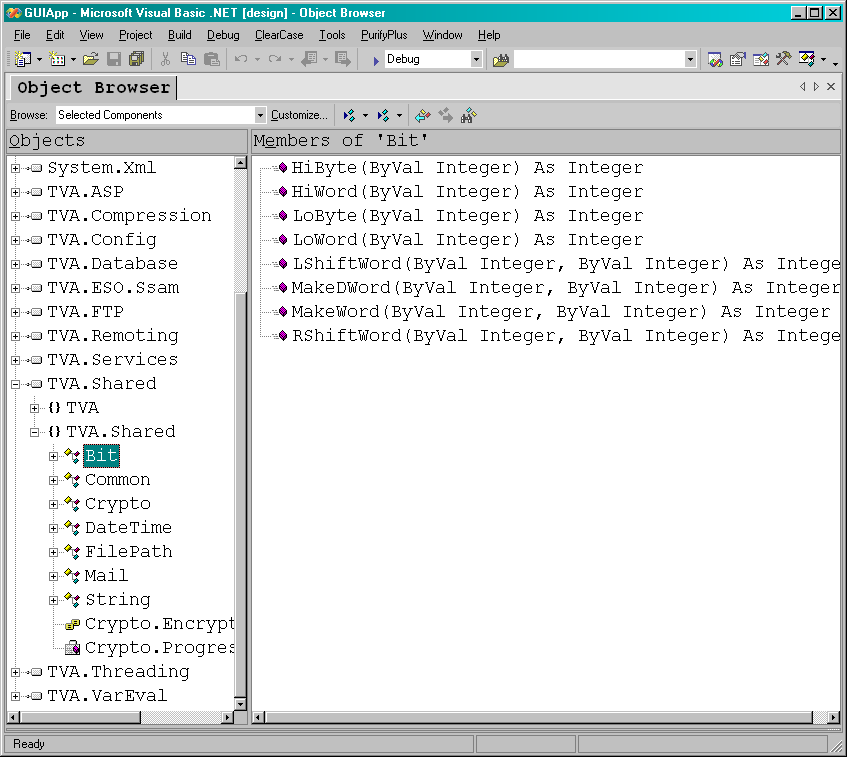 GUIApp - Microsoft Visual Basic .NET [design] - Object Browser
File Edit View Project Build Debug ClearCase Tools PurifyPlus Window Help
Debug
Object Browser
Browse: Selected Components Customize...
Objects
System.Xml
TVA.ASP
TVA.Compression
TVA.Config
TVA.Database
TVA.ESO.Ssam
TVA.FTP
TVA.Remoting
TVA.Services
TVA.Shared
{} TVA
{} TVA.Shared
Bit
Common
Crypto
DateTime
FilePath
Mail
String
Crypto.Encrypt
Crypto.Progres
TVA.Threading
TVA.VarEval
Members of 'Bit'
HiByte(ByVal Integer) As Integer
HiWord(ByVal Integer) As Integer
LoByte(ByVal Integer) As Integer
LoWord(ByVal Integer) As Integer
LShiftWord(ByVal Integer, ByVal Integer) As Intege
MakeDWord(ByVal Integer, ByVal Integer) As Integer
MakeWord(ByVal Integer, ByVal Integer) As Integer
RShiftWord(ByVal Integer, ByVal Integer) As Intege
Ready